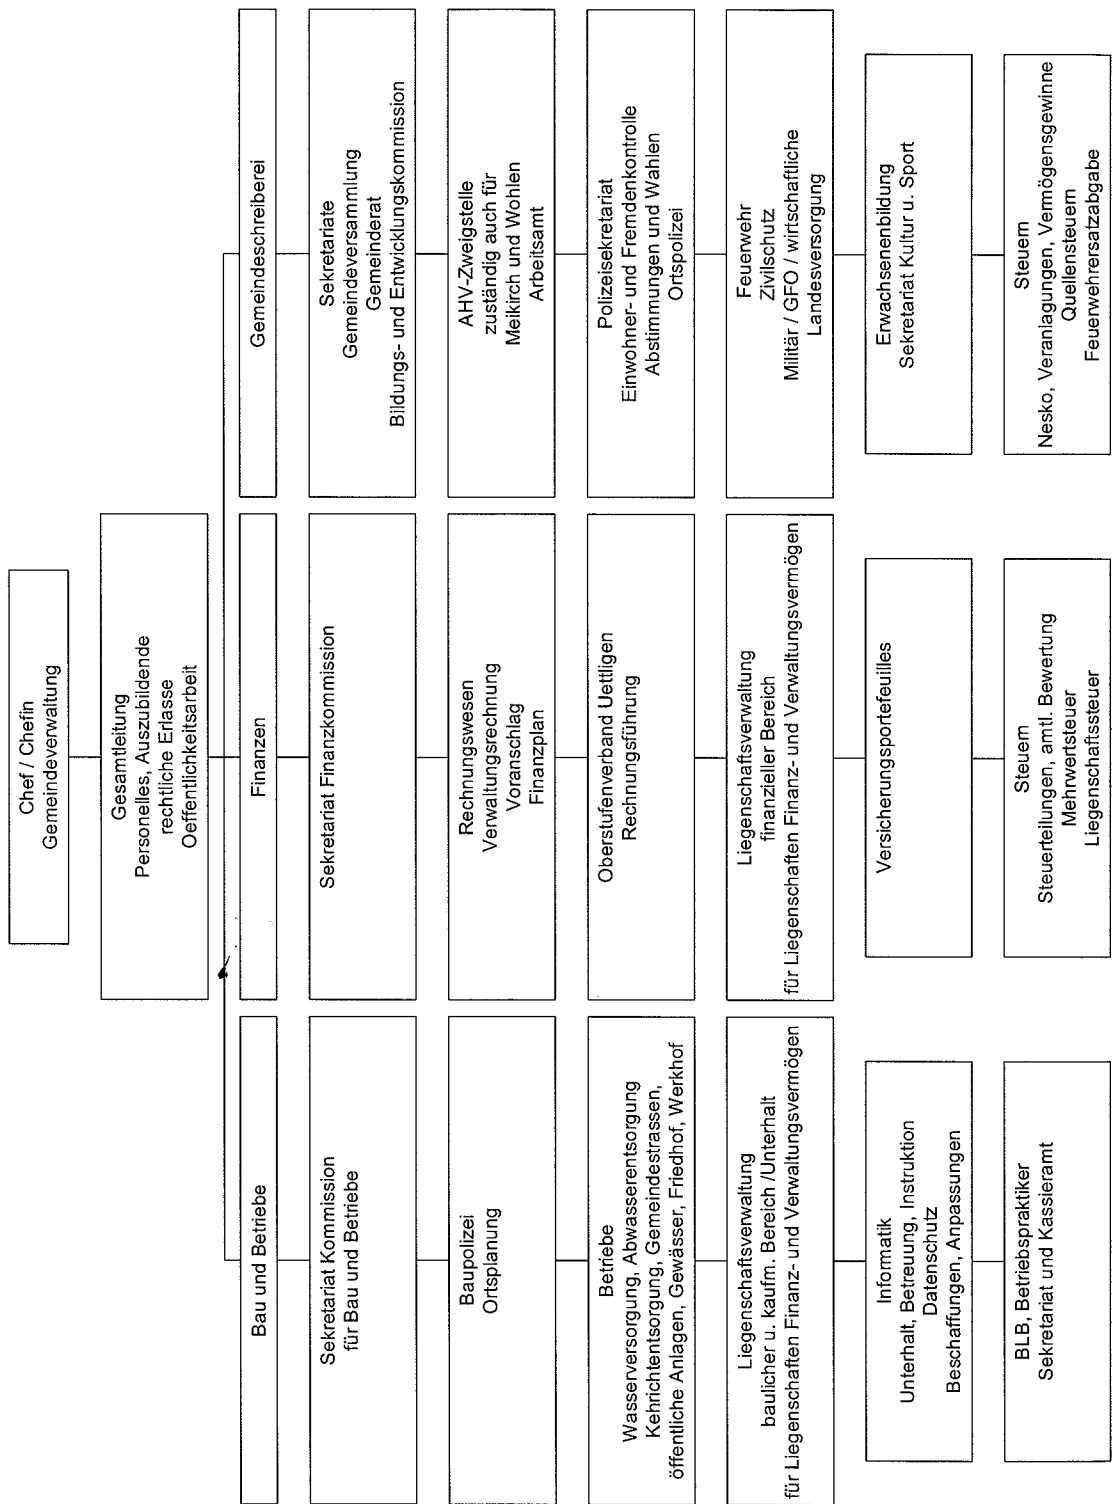 Chef / Chefin
Gemeindeverwaltung
Gesamtleitung
Personelles, Auszubildende
rechtliche Erlasse
Oeffentlichkeitsarbeit
Bau und Betriebe
Sekretariat Kommission
für Bau und Betriebe
Baupolizei
Ortsplanung
Betriebe
Wasserversorgung, Abwasserentsorgung
Kehrichtentsorgung, Gemeindestrassen,
öffentliche Anlagen, Gewässer, Friedhof, Werkhof
Liegenschaftsverwaltung
baulicher u. kaufm. Bereich /Unterhalt
für Liegenschaften Finanz- und Verwaltungsvermögen
Informatik
Unterhalt, Betreuung, Instruktion
Datenschutz
Beschaffungen, Anpassungen
BLB, Betriebspraktiker
Sekretariat und Kassieramt
Finanzen
Sekretariat Finanzkommission
Rechnungswesen
Verwaltungsrechnung
Voranschlag
Finanzplan
Oberstufenverband Uettligen
Rechnungsführung
Liegenschaftsverwaltung
finanzieller Bereich
für Liegenschaften Finanz- und Verwaltungsvermögen
Versicherungsportefeuilles
Steuern
Steuerteilungen, amtl. Bewertung
Mehrwertsteuer
Liegenschaftssteuer
Gemeindeschreiberei
Sekretariate
Gemeindeversammlung
Gemeinderat
Bildungs- und Entwicklungskommission
AHV-Zweigstelle
zuständig auch für
Meikirch und Wohlen
Arbeitsamt
Polizeisekretariat
Einwohner- und Fremdenkontrolle
Abstimmungen und Wahlen
Ortspolizei
Feuerwehr
Zivilschutz
Militär / GFO / wirtschaftliche
Landesversorgung
Erwachsenenbildung
Sekretariat Kultur u. Sport
Steuern
Nesko, Veranlagungen, Vermögensgewinne
Quellensteuern
Feuerwehrersatzabgabe